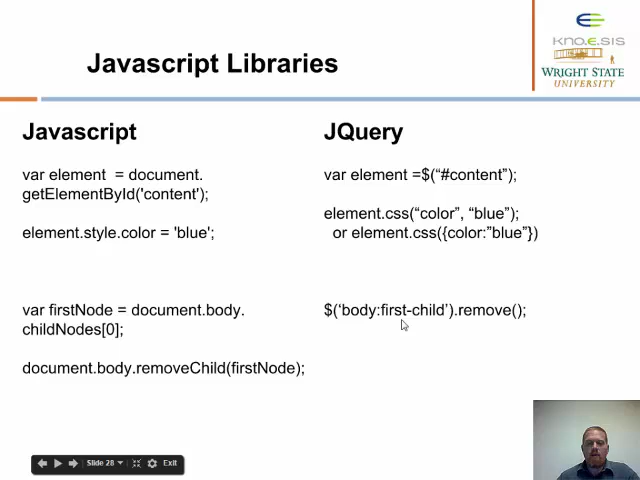 Javascript Libraries
KNO.E.SIS
WRIGHT STATE
UNIVERSITY
Javascript
var element  = document.
getElementById('content');
element.style.color = 'blue';
var firstNode = document.body.
childNodes[0];
document.body.removeChild(firstNode);
JQuery
var element =$(“#content”);
element.css(“color”, “blue”);
or element.css({color:”blue”})
$(‘body:first-child’).remove();
Slide 28
Exit